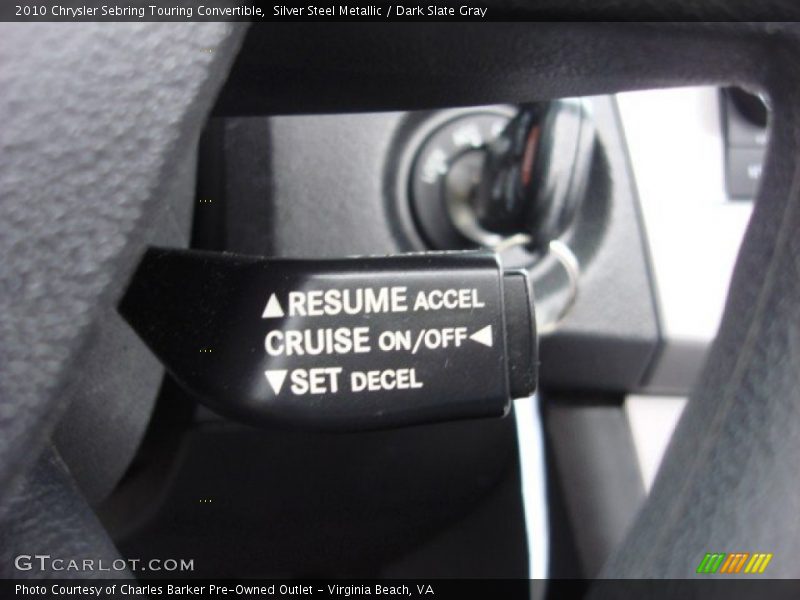 2010 Chrysler Sebring Touring Convertible,  Silver Steel Metallic / Dark Slate Gray
▲RESUME ACCEL
CRUISE ON/OFF◀
▼SET DECEL
GTCARLOT.COM
Photo Courtesy of Charles Barker Pre-Owned Outlet - Virginia Beach, VA